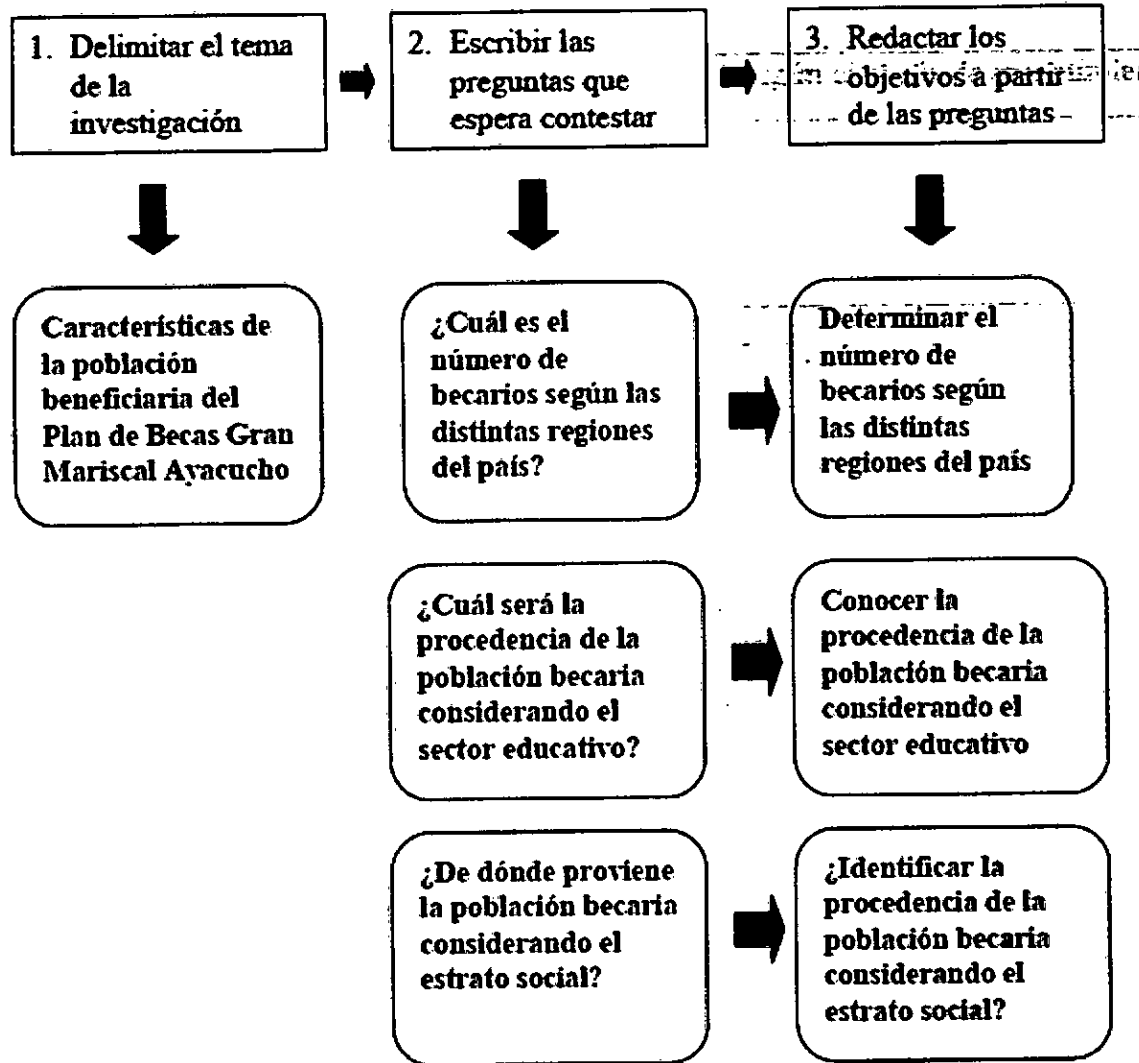 1. Delimitar el tema
de la
investigación
2. Escribir las
preguntas que
espera contestar
3. Redactar los
objetivos a partir
de las preguntas
Características de
la población
beneficiaria del
Plan de Becas Gran
Mariscal Ayacucho
¿Cuál es el
número de
becarios según las
distintas regiones
del país?
Determinar el
número de
becarios según
las distintas
regiones del país
¿Cuál será la
procedencia de la
población becaria
considerando el
sector educativo?
Conocer la
procedencia de la
población becaria
considerando el
sector educativo
¿De dónde proviene
la población becaria
considerando el
estrato social?
¿Identificar la
procedencia de la
población becaria
considerando el
estrato social?